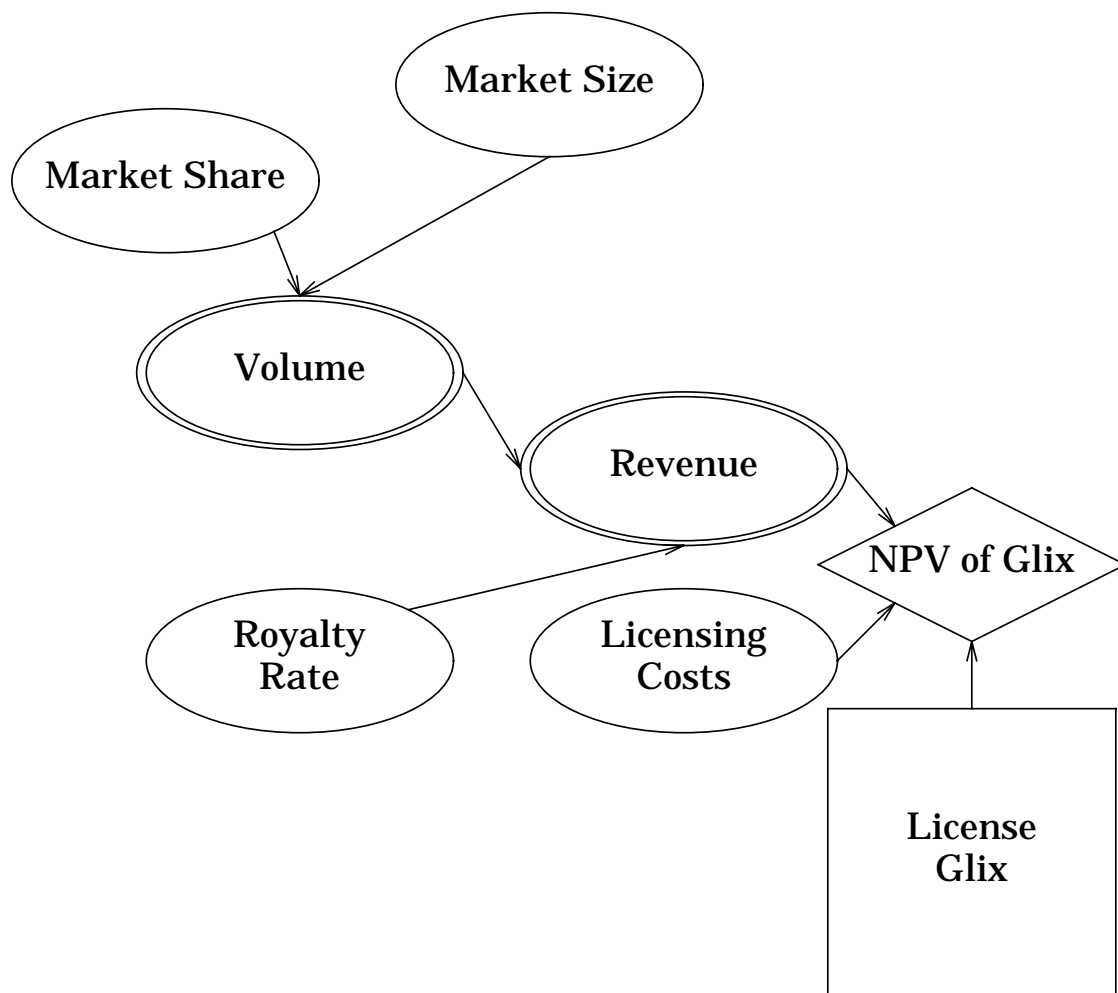 Market Size
Market Share
Volume
Revenue
NPV of Glix
Royalty
Rate
Licensing
Costs
License
Glix